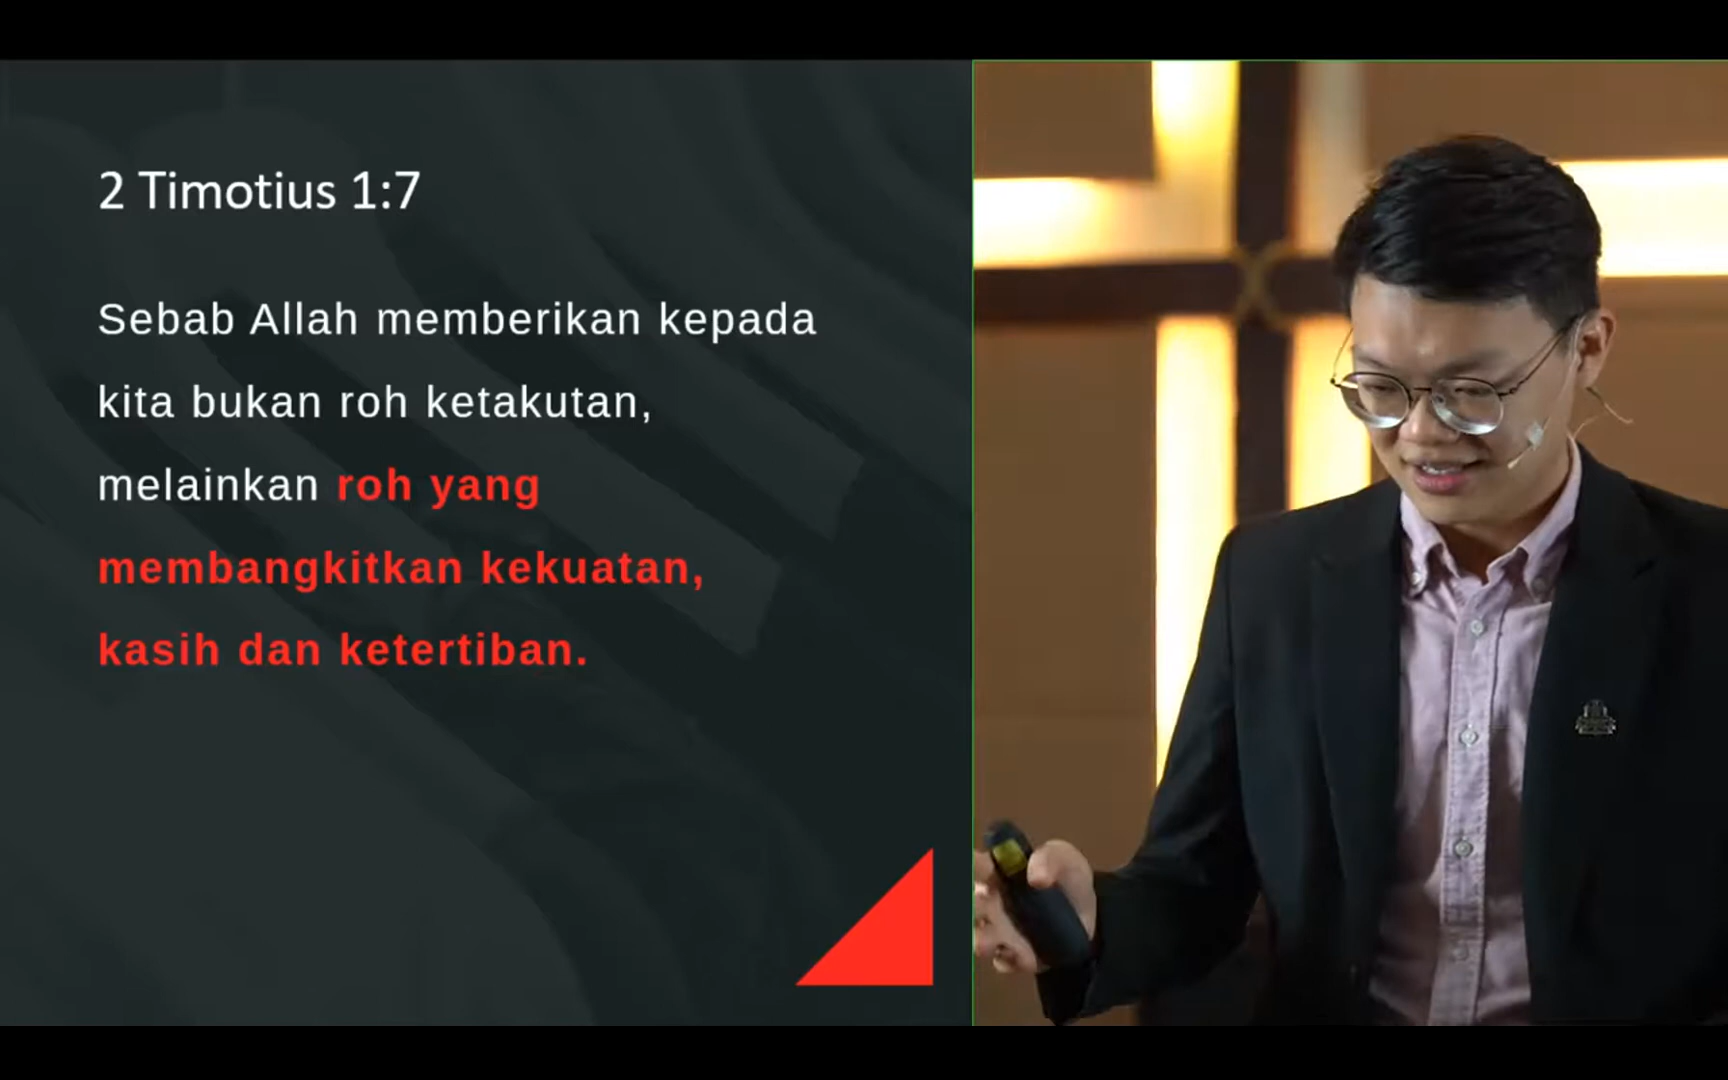 2 Timotius 1:7
Sebab Allah memberikan kepada
kita bukan roh ketakutan,
melainkan roh yang
membangkitkan kekuatan,
kasih dan ketertiban.